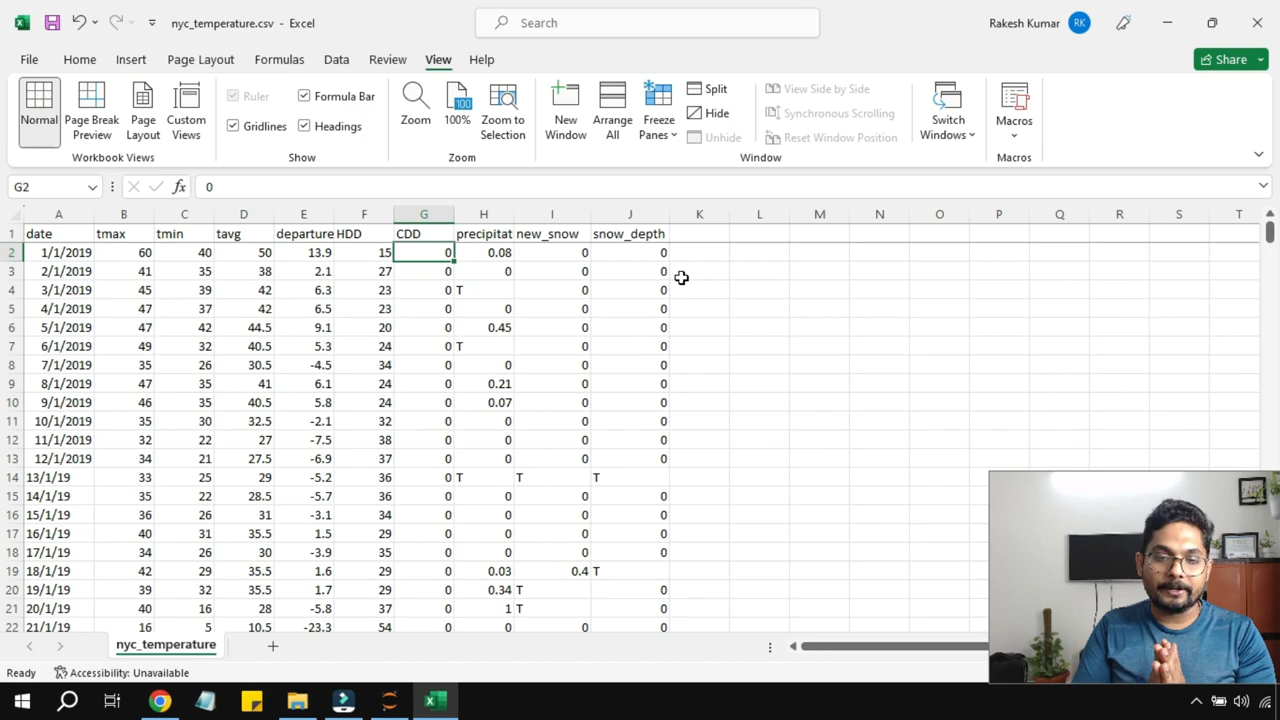 nyc_temperature.csv - Excel
Search
Rakesh Kumar
RK
File Home Insert Page Layout Formulas Data Review View Help
Share
Normal
Page Break Preview
Page Layout
Custom Views
Workbook Views
Ruler
Formula Bar
Gridlines
Headings
Show
Zoom
100
100%
Zoom to Selection
Zoom
New Window
Arrange All
Freeze Panes
Split
Hide
Unhide
View Side by Side
Synchronous Scrolling
Reset Window Position
Switch Windows
Window
Macros
Macros
G2 fx 0
A B C D E F G H I J K L M N O P Q R S T
1 date tmax tmin tavg departure HDD CDD precipitat new_snow snow_depth
2 1/1/2019 60 40 50 13.9 15 0 0.08 0 0
3 2/1/2019 41 35 38 2.1 27 0 0 0 0
4 3/1/2019 45 39 42 6.3 23 0 T 0 0
5 4/1/2019 47 37 42 6.5 23 0 0 0 0
6 5/1/2019 47 42 44.5 9.1 20 0 0.45 0 0
7 6/1/2019 49 32 40.5 5.3 24 0 T 0 0
8 7/1/2019 35 26 30.5 -4.5 34 0 0 0 0
9 8/1/2019 47 35 41 6.1 24 0 0.21 0 0
10 9/1/2019 46 35 40.5 5.8 24 0 0.07 0 0
11 10/1/2019 35 30 32.5 -2.1 32 0 0 0 0
12 11/1/2019 32 22 27 -7.5 38 0 0 0 0
13 12/1/2019 34 21 27.5 -6.9 37 0 0 0 0
14 13/1/19 33 25 29 -5.2 36 0 T T T
15 14/1/19 35 22 28.5 -5.7 36 0 0 0 0
16 15/1/19 36 26 31 -3.1 34 0 0 0 0
17 16/1/19 40 31 35.5 1.5 29 0 0 0 0
18 17/1/19 34 26 30 -3.9 35 0 0 0 0
19 18/1/19 42 29 35.5 1.6 29 0 0.03 0.4 T
20 19/1/19 39 32 35.5 1.7 29 0 0.34 T 0
21 20/1/19 40 16 28 -5.8 37 0 1 T 0
22 21/1/19 16 5 10.5 -23.3 54 0 0 0 0
nyc_temperature
Ready
Accessibility: Unavailable